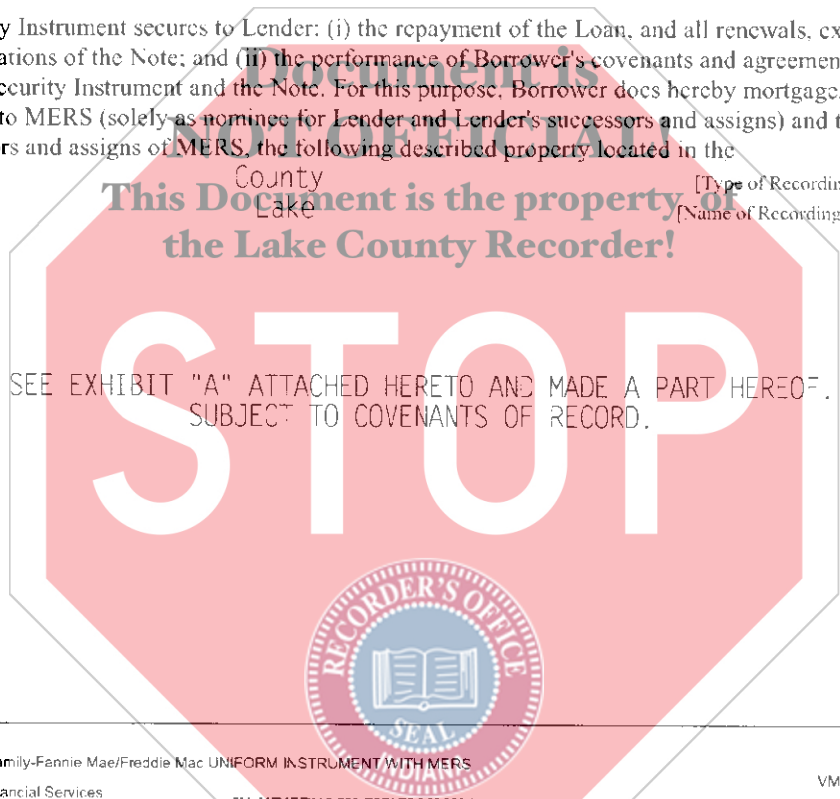 y Instrument secures to Lender: (i) the repayment of the Loan, and all renewals, ex
ations of the Note; and (ii) the performance of Borrower's covenants and agreemen
ecurity Instrument and the Note. For this purpose, Borrower does hereby mortgage,
to MERS (solely as nominee for Lender and Lender's successors and assigns) and t
rs and assigns of MERS, the following described property located in the
County [Type of Recordin
Lake [Name of Recording
Document is
NOT OFFICIAL!
This Document is the property of
the Lake County Recorder!
SEE EXHIBIT "A" ATTACHED HERETO AND MADE A PART HEREOF.
SUBJECT TO COVENANTS OF RECORD.
STOP
RECORDER'S OFFICE
SEAL
INDIANA
amily-Fannie Mae/Freddie Mac UNIFORM INSTRUMENT WITH MERS
ancial Services
VM